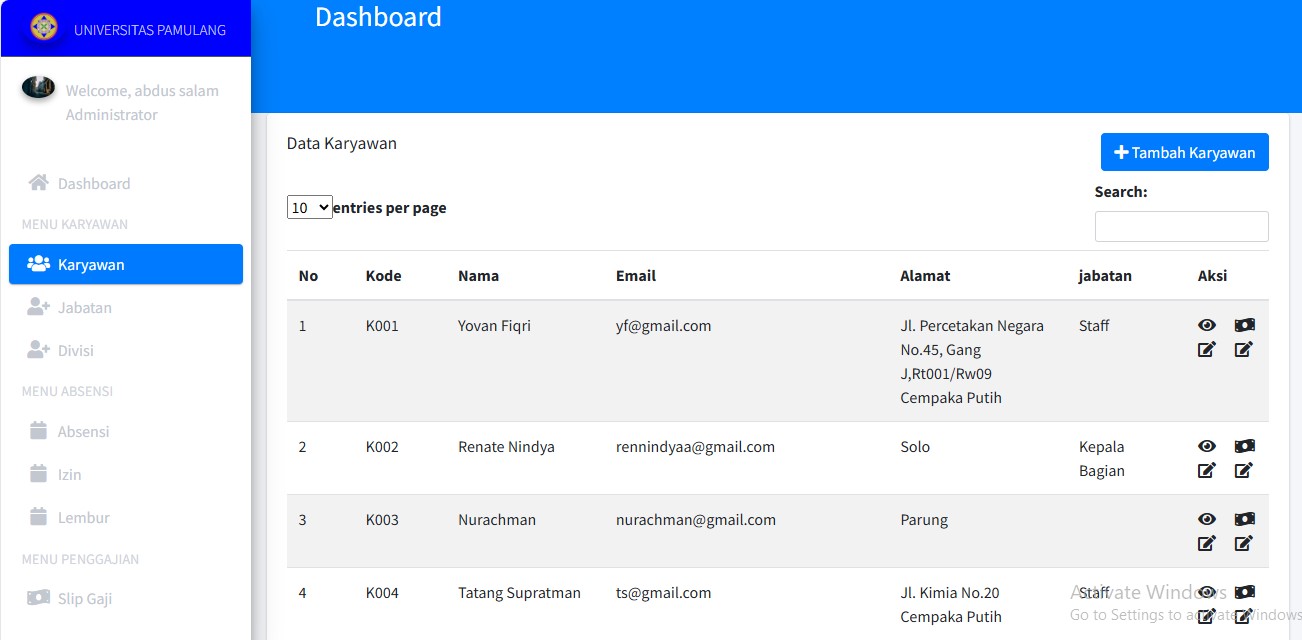 UNIVERSITAS PAMULANG
Dashboard
Welcome, abdus salam
Administrator
Dashboard
MENU KARYAWAN
Karyawan
Jabatan
Divisi
MENU ABSENSI
Absensi
Izin
Lembur
MENU PENGGAJIAN
Slip Gaji
Data Karyawan
Tambah Karyawan
10 entries per page
Search:
No Kode Nama Email Alamat jabatan Aksi
1 K001 Yovan Fiqri yf@gmail.com Jl. Percetakan Negara Staff
No.45, Gang
J,Rt001/Rw09
Cempaka Putih
2 K002 Renate Nindya rennindyaa@gmail.com Solo Kepala
Bagian
3 K003 Nurachman nurachman@gmail.com Parung
4 K004 Tatang Supratman ts@gmail.com Jl. Kimia No.20 Staff
Cempaka Putih
Activate Windows
Go to Settings to activate Windows